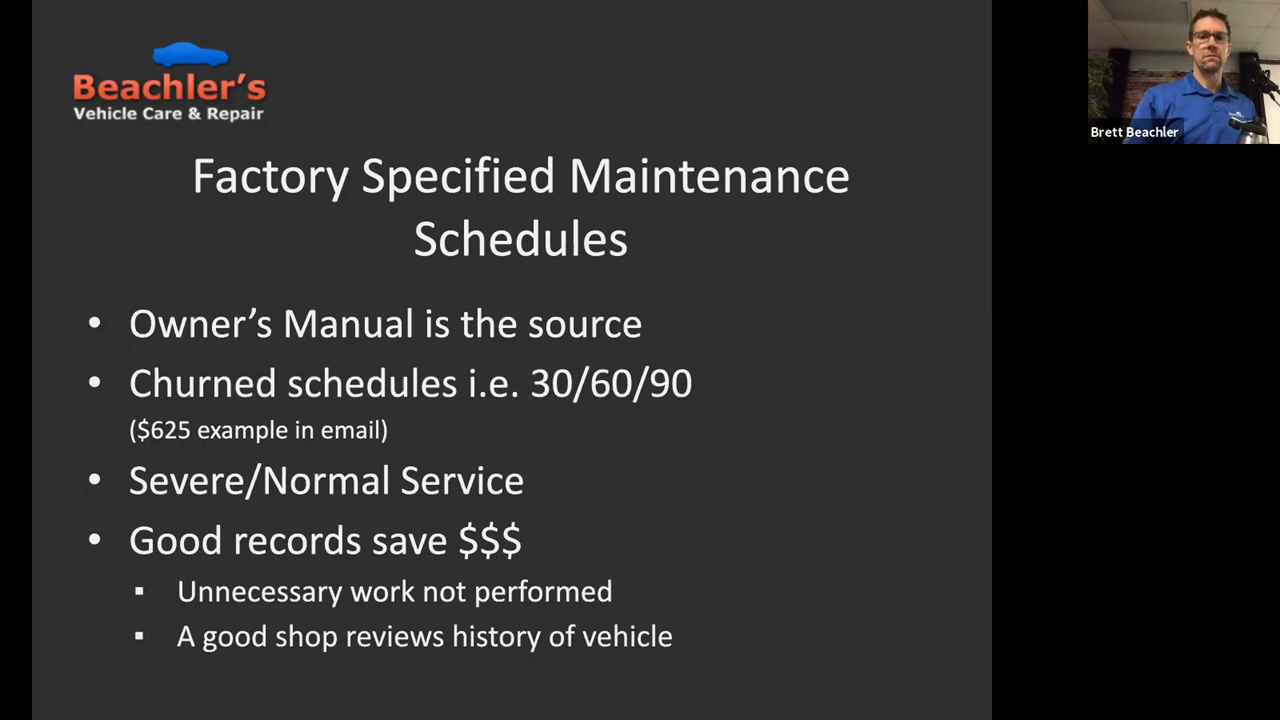 Beachler's
Vehicle Care & Repair
Factory Specified Maintenance
Schedules
• Owner's Manual is the source
• Churned schedules i.e. 30/60/90
($625 example in email)
• Severe/Normal Service
• Good records save $$$
▪ Unnecessary work not performed
▪ A good shop reviews history of vehicle
Brett Beachler